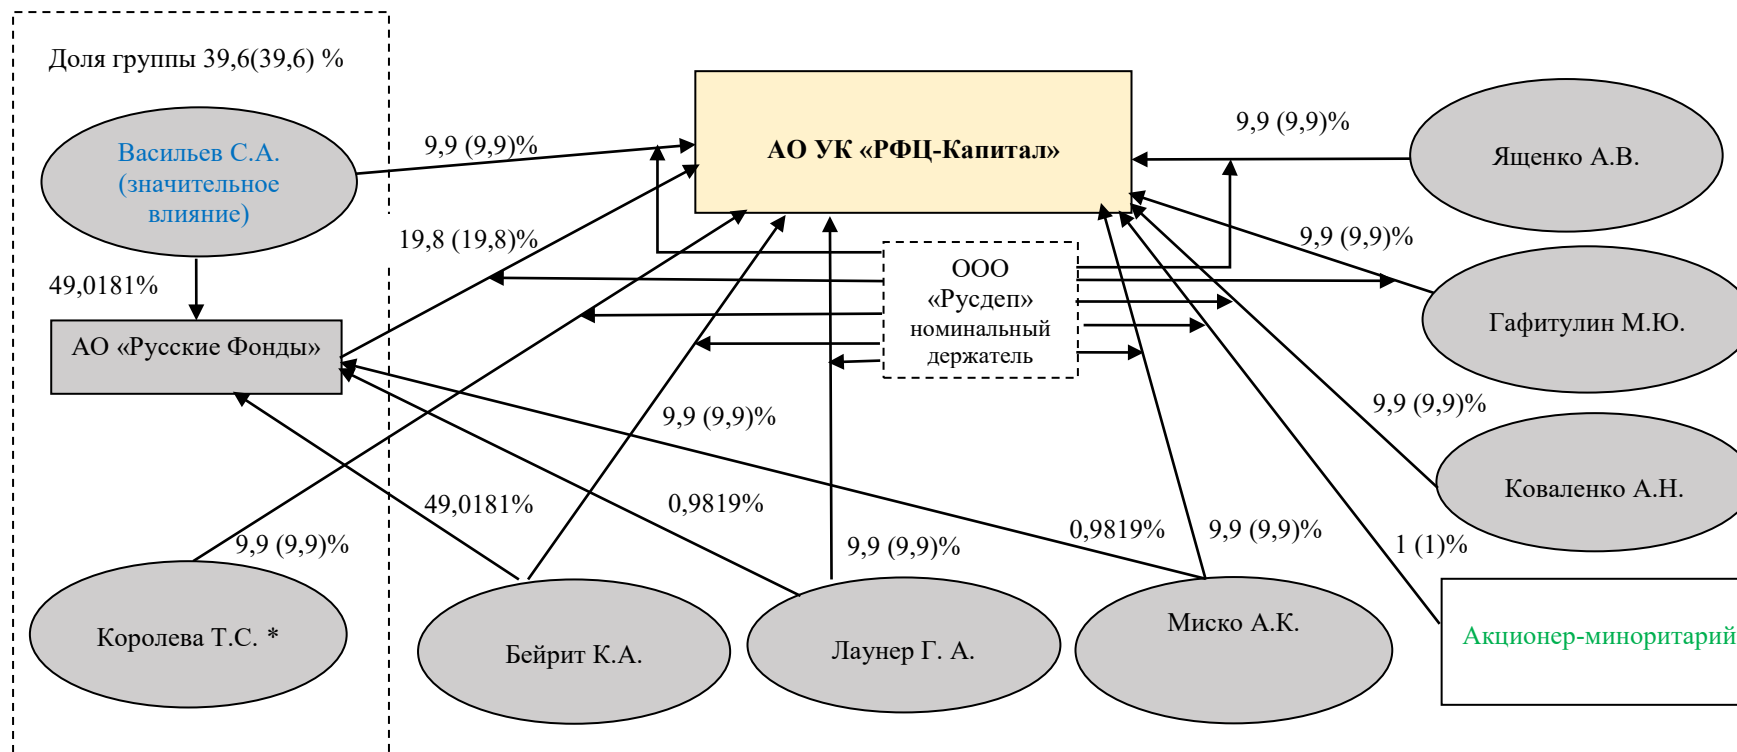 Доля группы 39,6(39,6) %
Васильев С.А.
(значительное
влияние)
9,9 (9,9)%
АО УК «РФЦ-Капитал»
9,9 (9,9)%
Ященко А.В.
19,8 (19,8)%
49,0181%
АО «Русские Фонды»
ООО
«Русдеп»
номинальный
держатель
9,9 (9,9)%
Гафитулин М.Ю.
9,9 (9,9)%
9,9 (9,9)%
Коваленко А.Н.
49,0181%
0,9819%
0,9819%
9,9 (9,9)%
9,9 (9,9)%
9,9 (9,9)%
1 (1)%
Королева Т.С. *
Бейрит К.А.
Лаунер Г. А.
Миско А.К.
Акционер-миноритарий